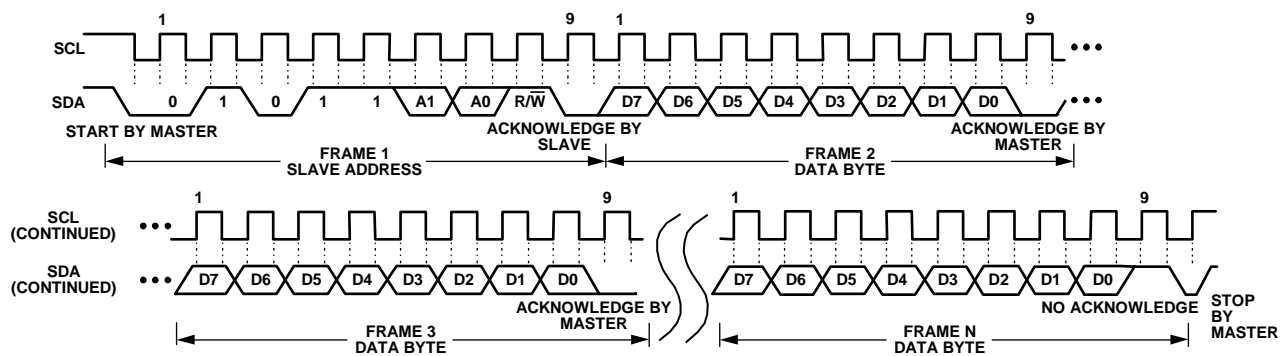 1 9 1 9
SCL
SDA 0 1 0 1 1 A1 A0 R/W̅ D7 D6 D5 D4 D3 D2 D1 D0
START BY MASTER
ACKNOWLEDGE BY
SLAVE
ACKNOWLEDGE BY
MASTER
FRAME 1
SLAVE ADDRESS
FRAME 2
DATA BYTE
1 9 1 9
SCL
(CONTINUED)
SDA
(CONTINUED)
D7 D6 D5 D4 D3 D2 D1 D0 D7 D6 D5 D4 D3 D2 D1 D0
ACKNOWLEDGE BY
MASTER
NO ACKNOWLEDGE
STOP
BY
MASTER
FRAME 3
DATA BYTE
FRAME N
DATA BYTE